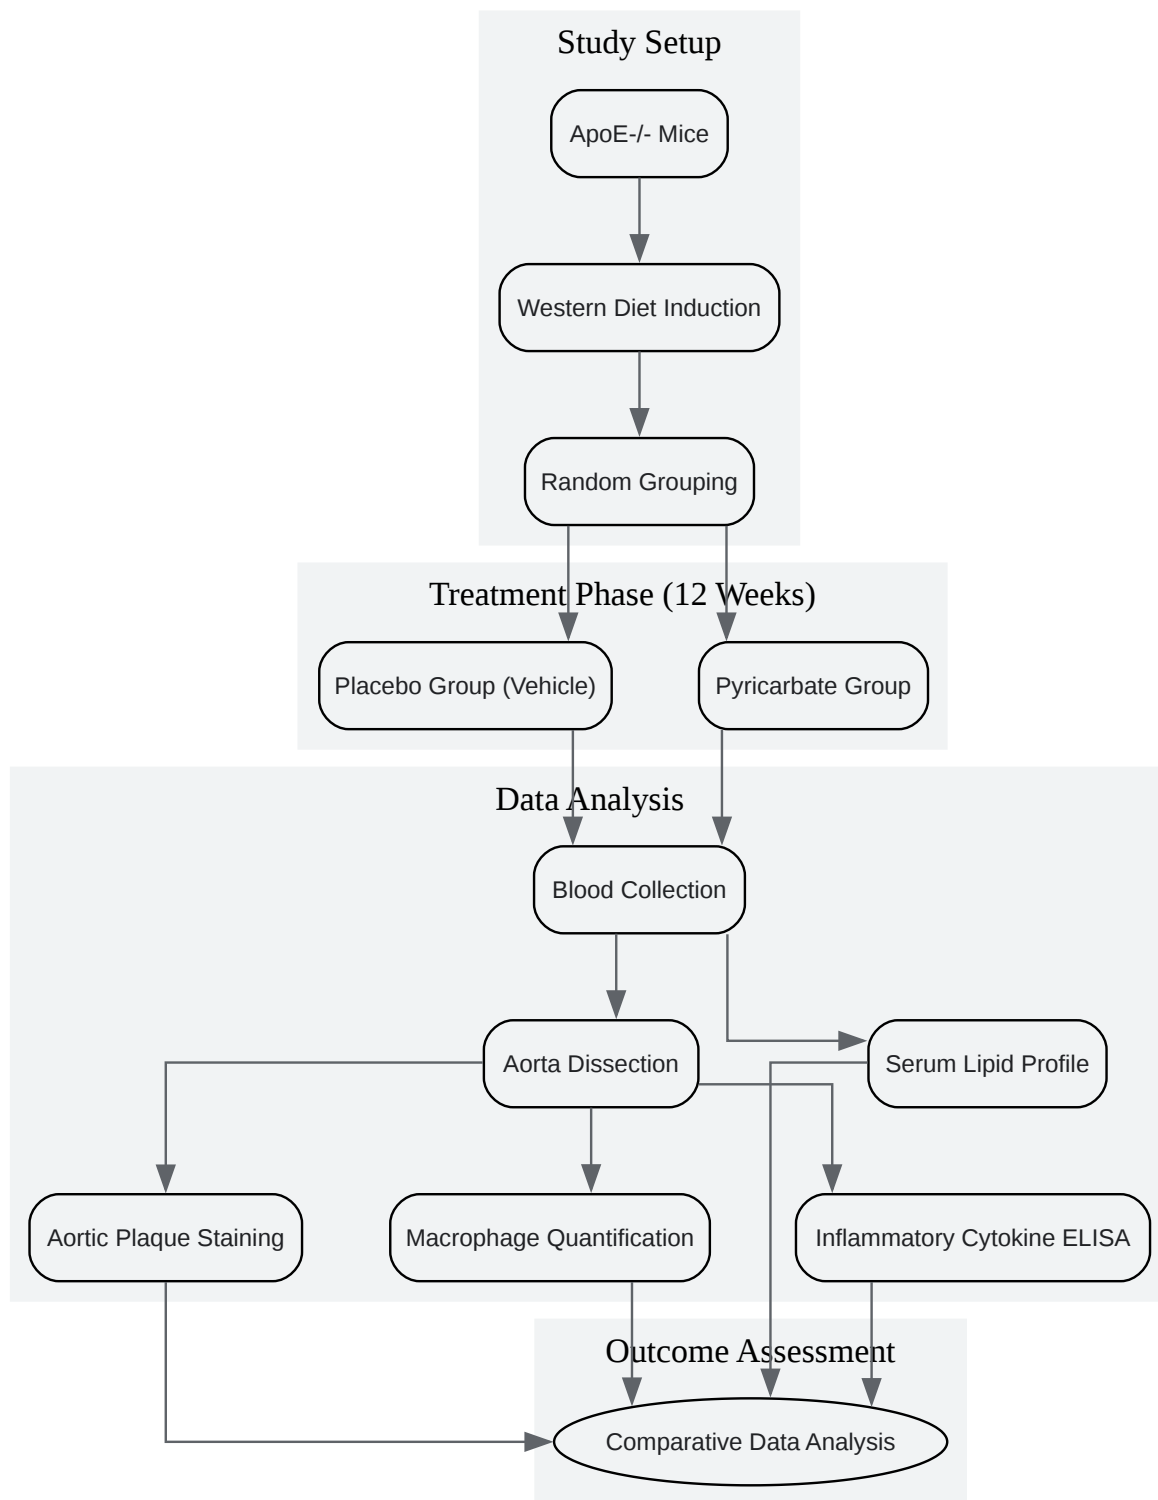 Study Setup
ApoE-/- Mice
Western Diet Induction
Random Grouping
Treatment Phase (12 Weeks)
Placebo Group (Vehicle)
Pyricarbate Group
Data Analysis
Blood Collection
Aorta Dissection
Serum Lipid Profile
Aortic Plaque Staining
Macrophage Quantification
Inflammatory Cytokine ELISA
Outcome Assessment
Comparative Data Analysis